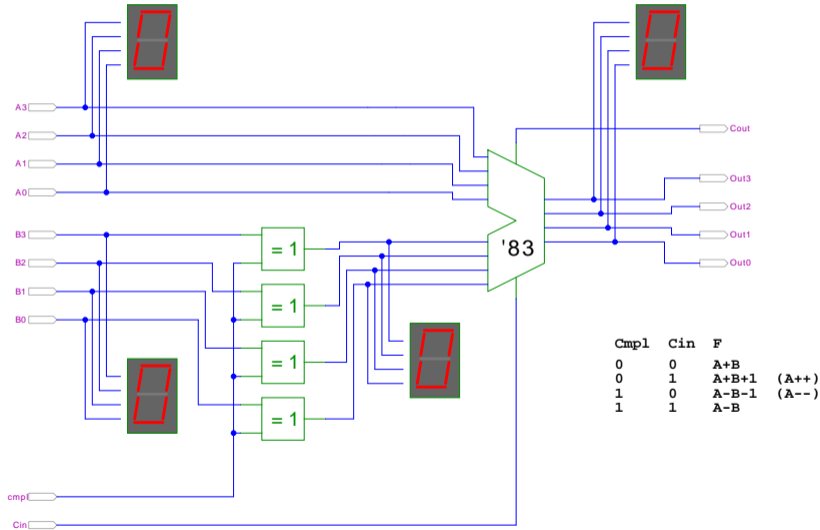 A3
A2
A1
A0
B3
B2
B1
B0
cmpl
Cin
= 1
= 1
= 1
= 1
'83
Cout
Out3
Out2
Out1
Out0
Cmpl Cin F
0 0 A+B
0 1 A+B+1 (A++)
1 0 A-B-1 (A--)
1 1 A-B